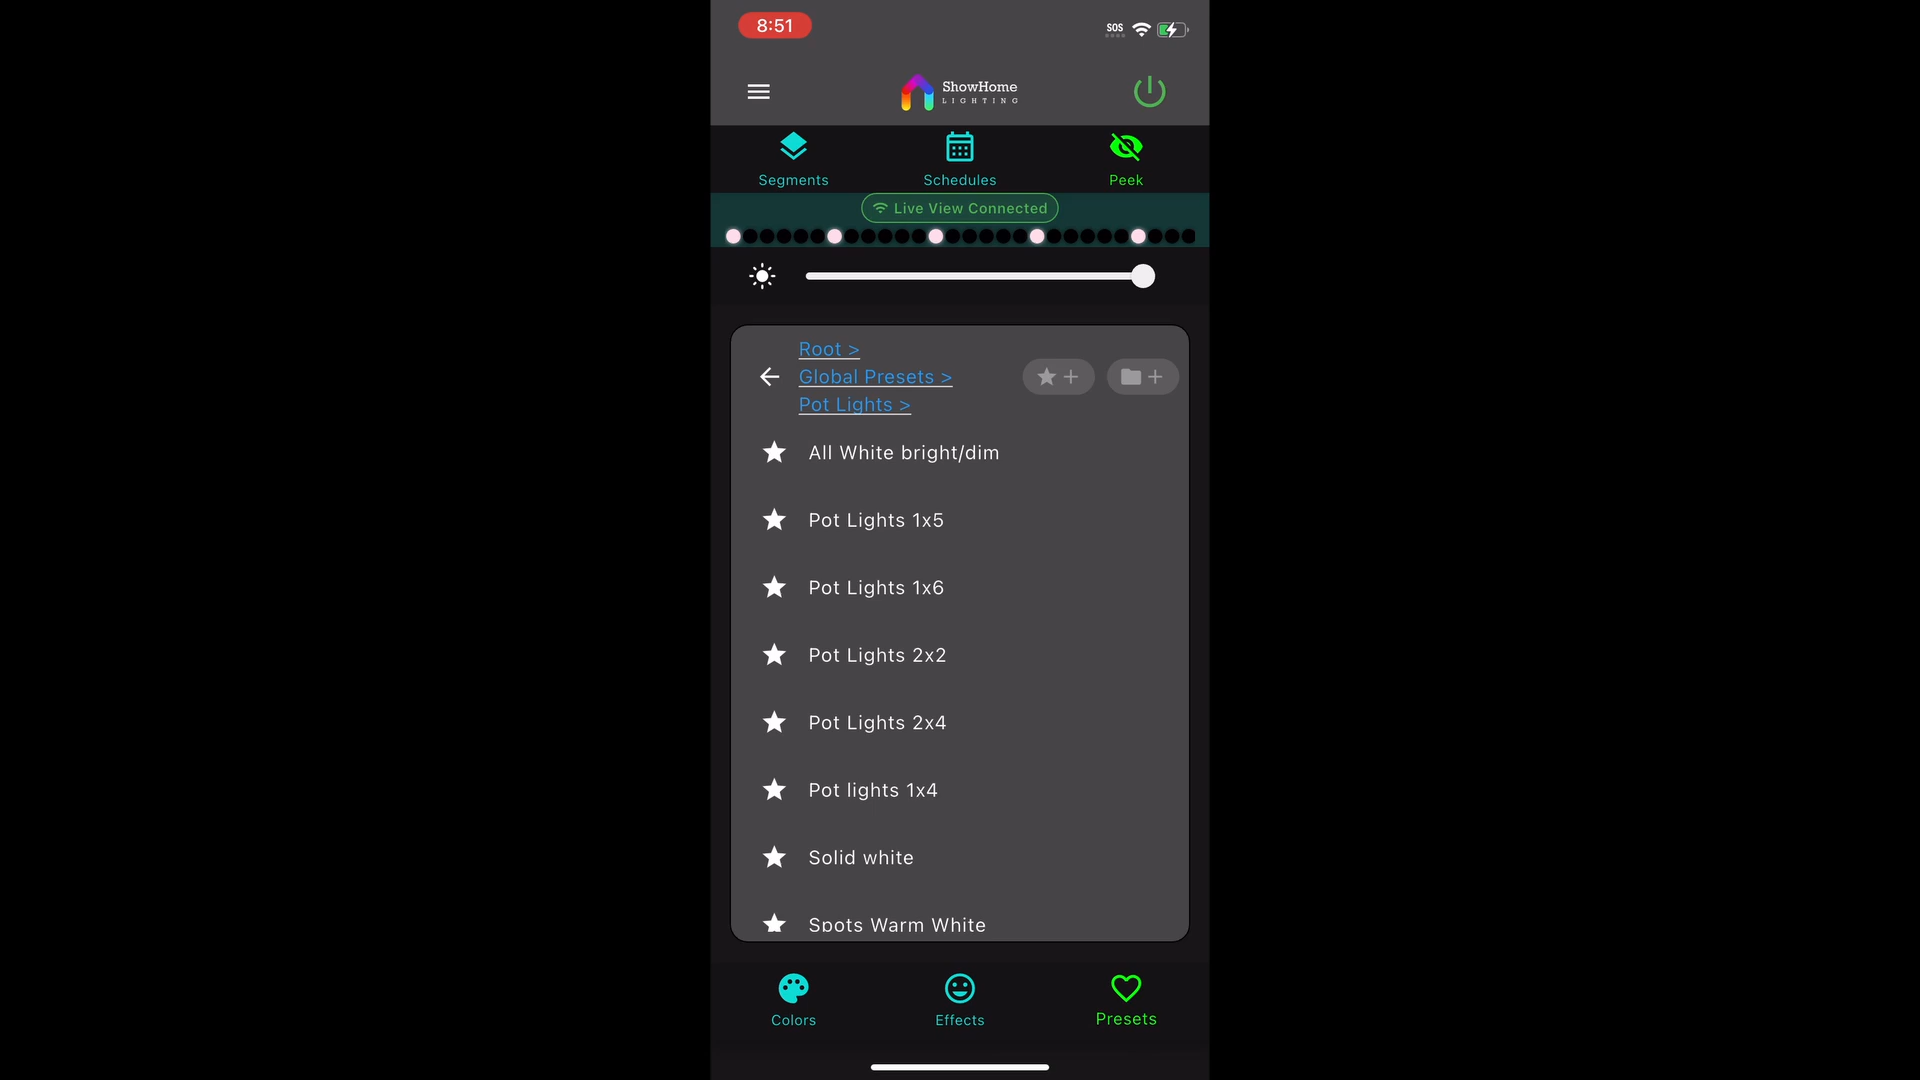 8:51
SOS
ShowHome
LIGHTING
Segments
Schedules
Peek
Live View Connected
Root >
Global Presets >
Pot Lights >
All White bright/dim
Pot Lights 1x5
Pot Lights 1x6
Pot Lights 2x2
Pot Lights 2x4
Pot lights 1x4
Solid white
Spots Warm White
Colors
Effects
Presets